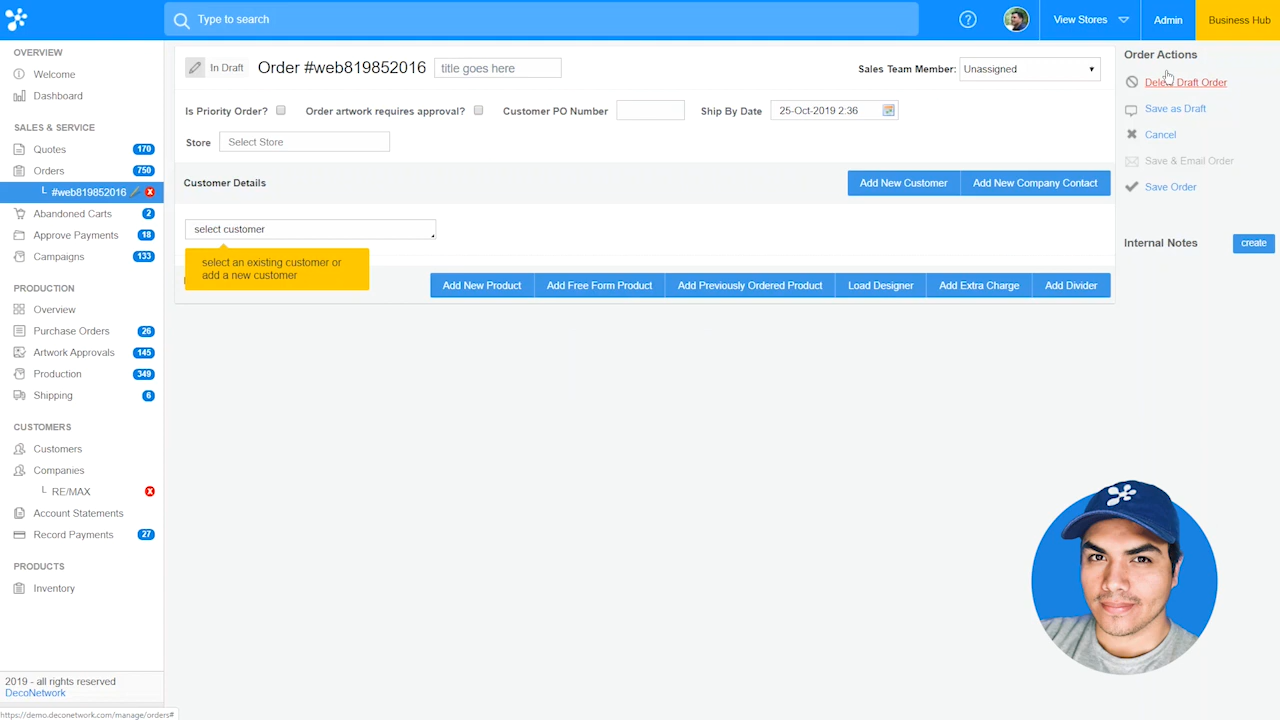 Type to search
?
View Stores
Admin
Business Hub
OVERVIEW
Welcome
Dashboard
SALES & SERVICE
Quotes 170
Orders 750
#web819852016
Abandoned Carts 2
Approve Payments 18
Campaigns 133
PRODUCTION
Overview
Purchase Orders 26
Artwork Approvals 145
Production 349
Shipping 6
CUSTOMERS
Customers
Companies
RE/MAX
Account Statements
Record Payments 27
PRODUCTS
Inventory
2019 - all rights reserved
DecoNetwork
https://demo.deconetwork.com/manage/orders#
In Draft Order #web819852016 title goes here
Sales Team Member: Unassigned
Is Priority Order? Order artwork requires approval? Customer PO Number Ship By Date 25-Oct-2019 2:36
Store Select Store
Customer Details Add New Customer Add New Company Contact
select customer
select an existing customer or
add a new customer
Add New Product Add Free Form Product Add Previously Ordered Product Load Designer Add Extra Charge Add Divider
Order Actions
Delete Draft Order
Save as Draft
Cancel
Save & Email Order
Save Order
Internal Notes create